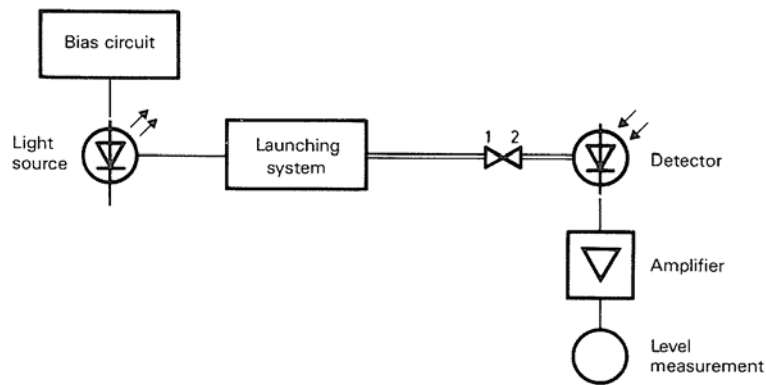 Bias circuit
Light
source
Launching
system
1 2
Detector
Amplifier
Level
measurement